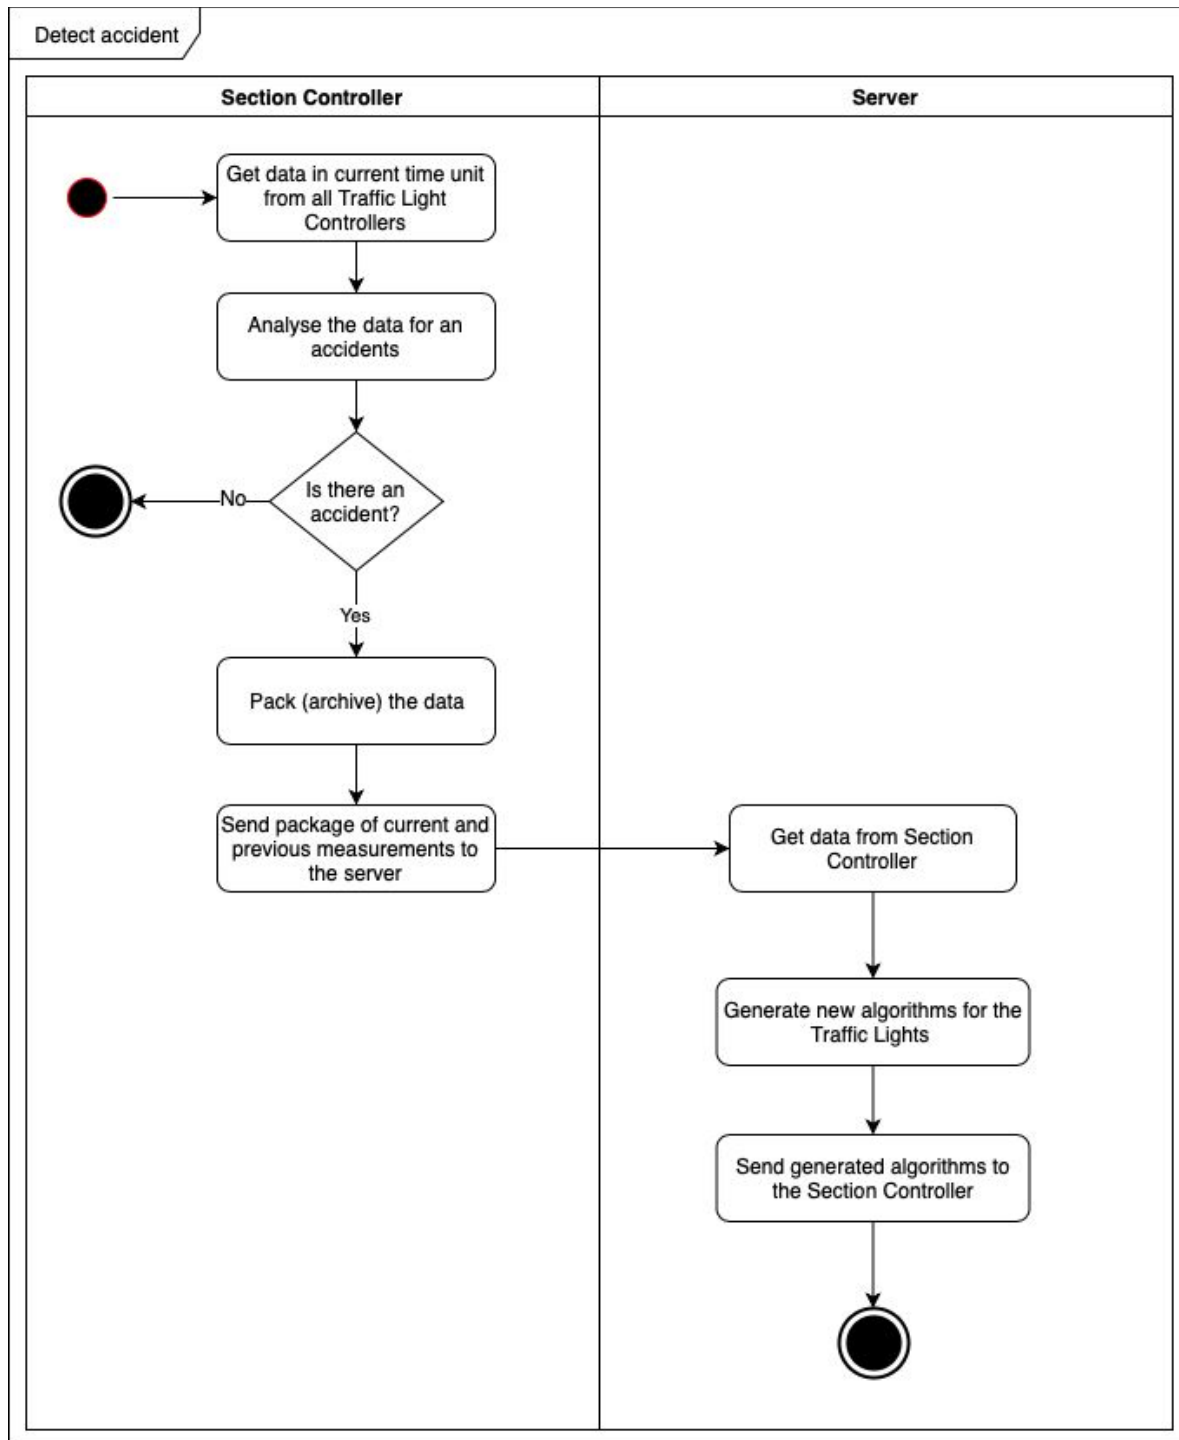 Detect accident
Section Controller
Server
Get data in current time unit
from all Traffic Light
Controllers
Analyse the data for an
accidents
Is there an
accident?
No
Yes
Pack (archive) the data
Send package of current and
previous measurements to
the server
Get data from Section
Controller
Generate new algorithms for the
Traffic Lights
Send generated algorithms to
the Section Controller